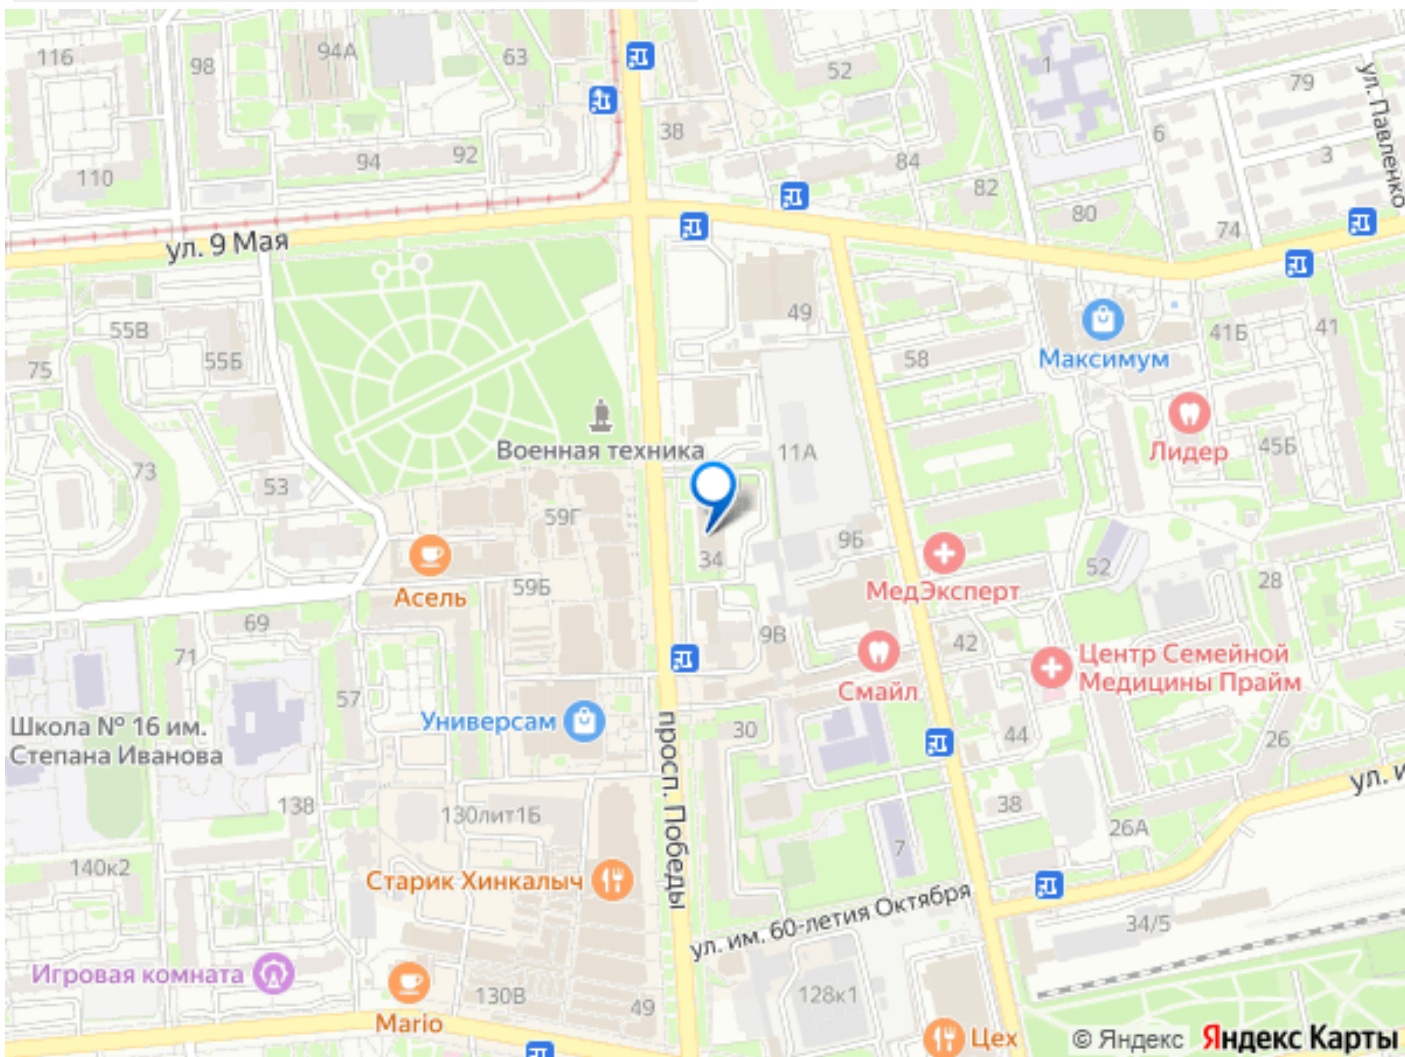 116
98
94А
63
52
1
79
ул. Павленко
38
6
94
92
84
3
110
82
80
74
ул. 9 Мая
49
55В
41Б
41
55Б
58
75
Максимум
Военная техника
11А
Лидер
45Б
73
53
59Г
9Б
34
52
28
59Б
МедЭксперт
Асель
69
9В
42
71
Центр Семейной
Медицины Прайм
57
Смайл
Универсам
30
44
26
Школа № 16 им.
Степана Иванова
просп. Победы
ул. и
138
130лит1Б
38
26А
7
140к2
Старик Хинкалыч
ул. им. 60-летия Октября
34/5
Игровая комната
130В
49
128к1
Mario
Цех
© Яндекс Яндекс Карты